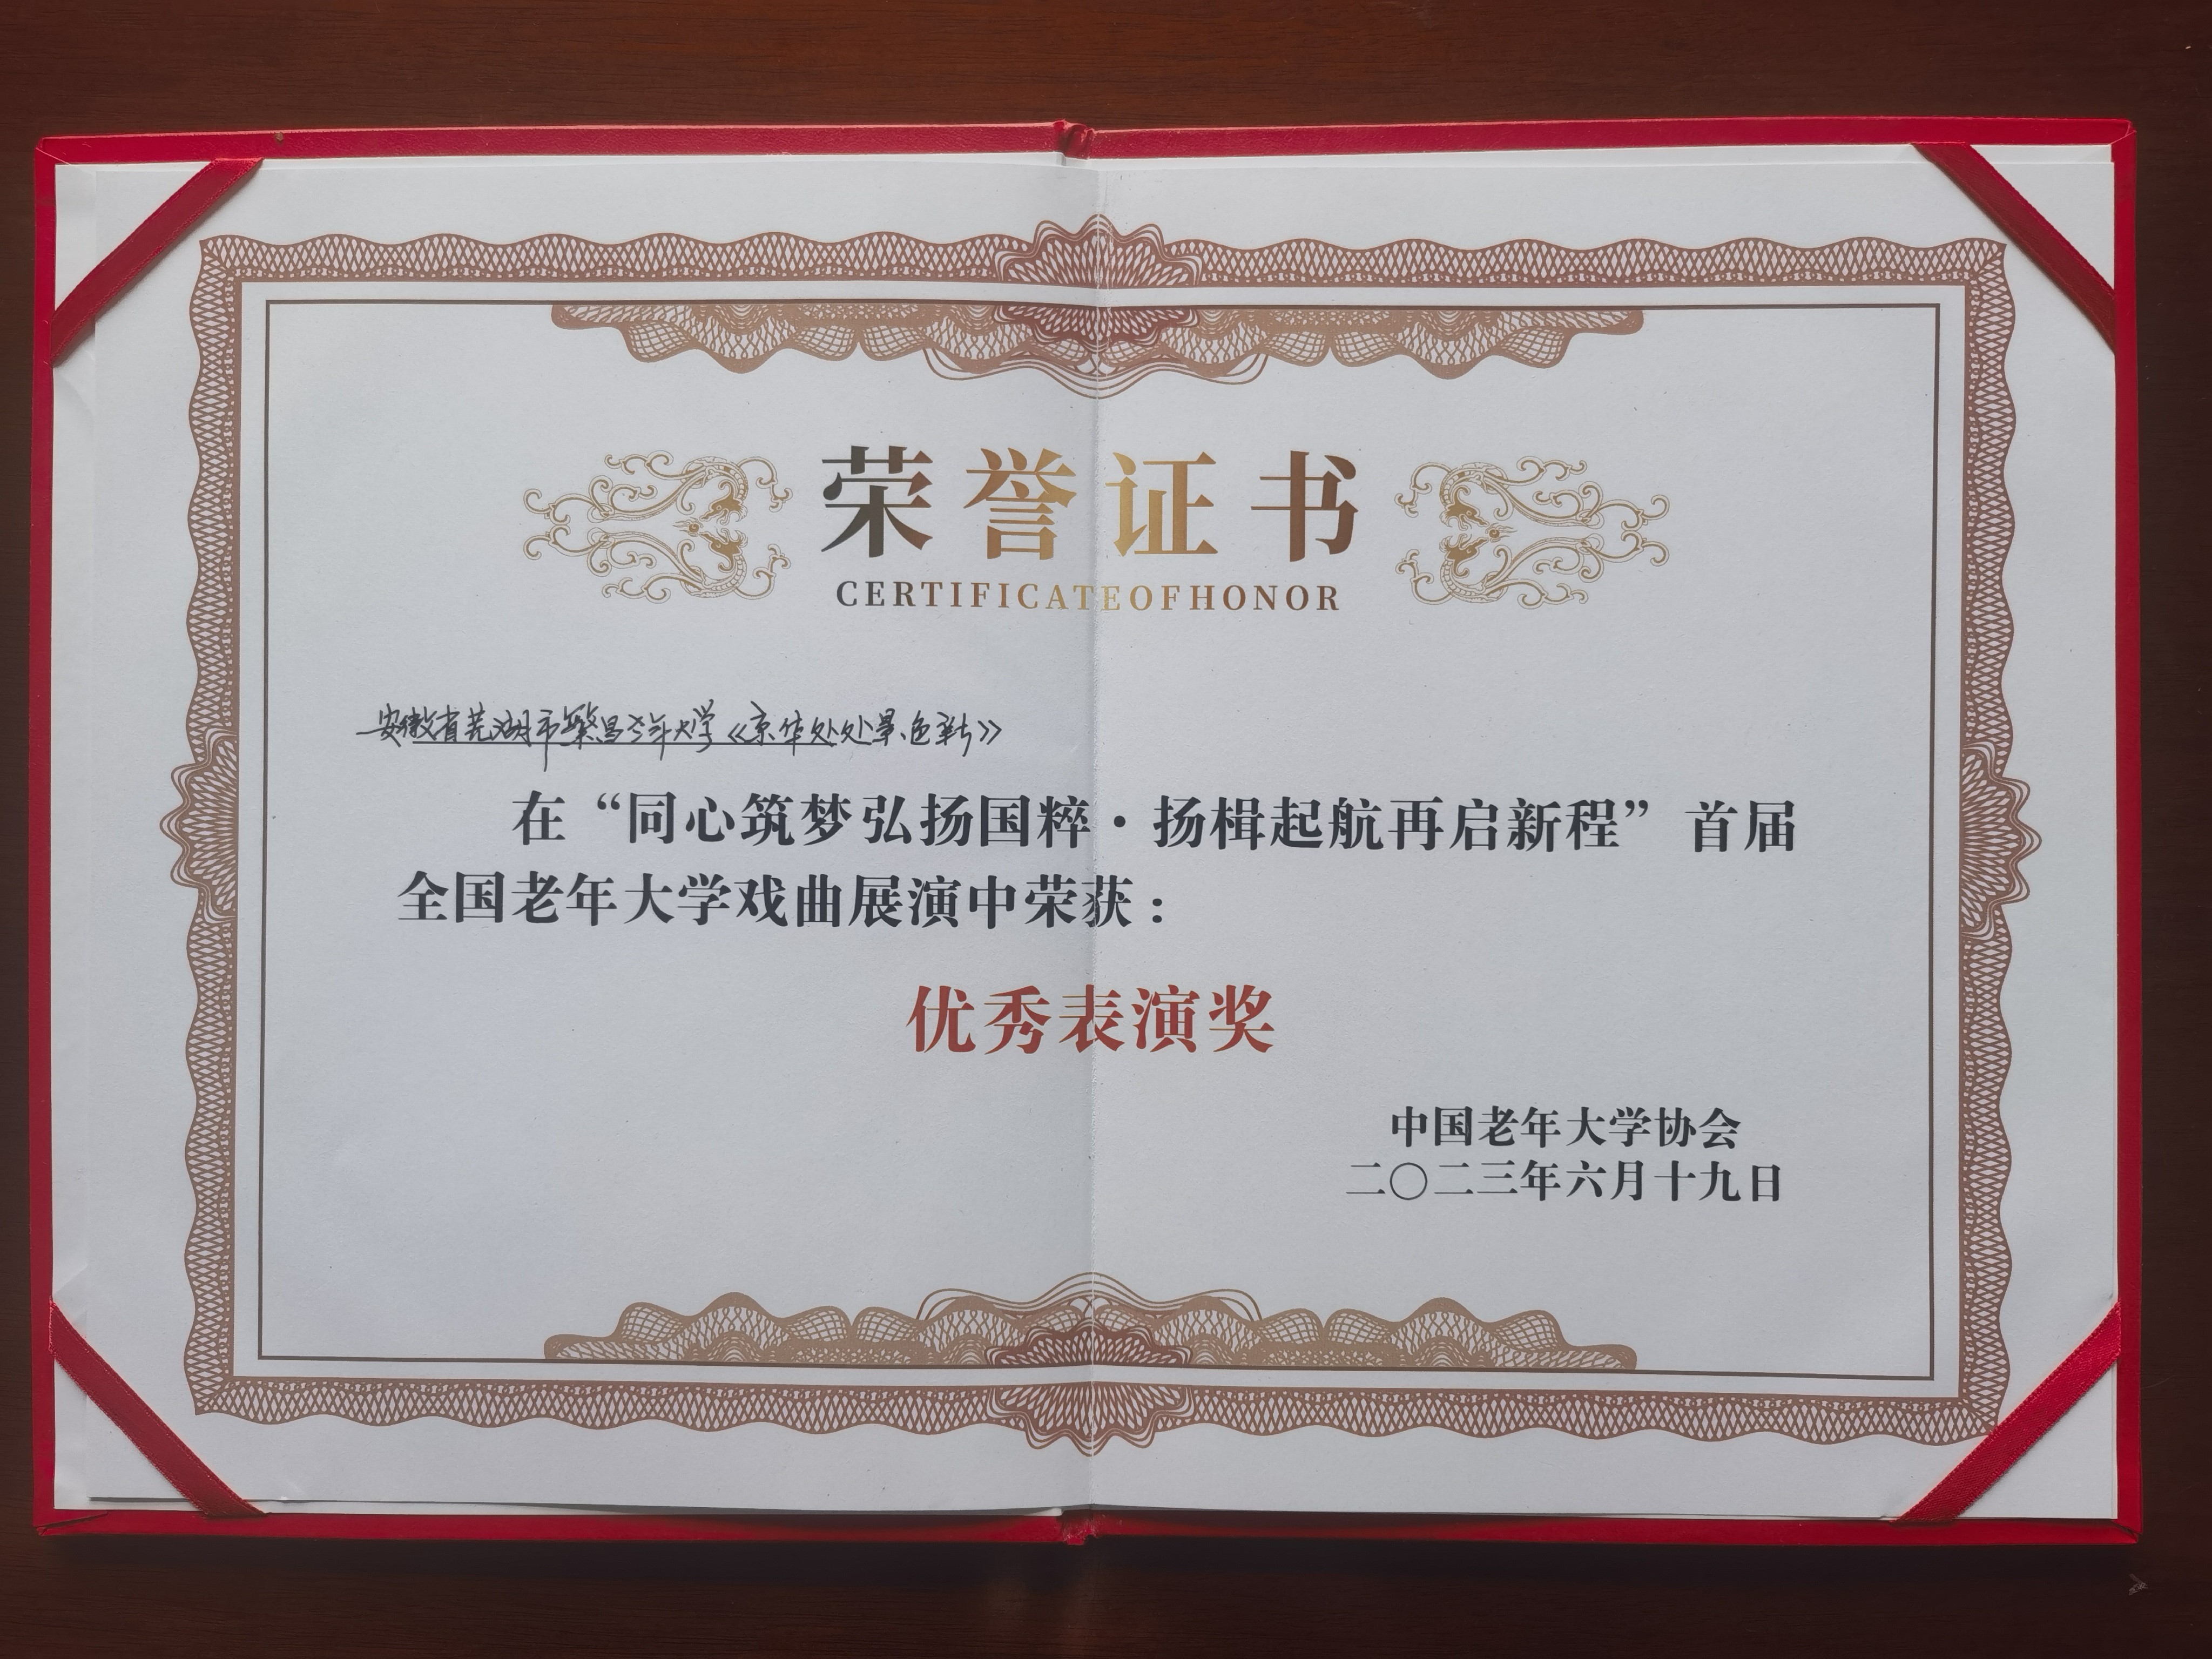 荣誉证书
CERTIFICATEOFHONOR
安徽省芜湖市繁昌老年大学《京华处处景色新》
在“同心筑梦弘扬国粹·扬楫起航再启新程”首届
全国老年大学戏曲展演中荣获：
优秀表演奖
中国老年大学协会
二〇二三年六月十九日